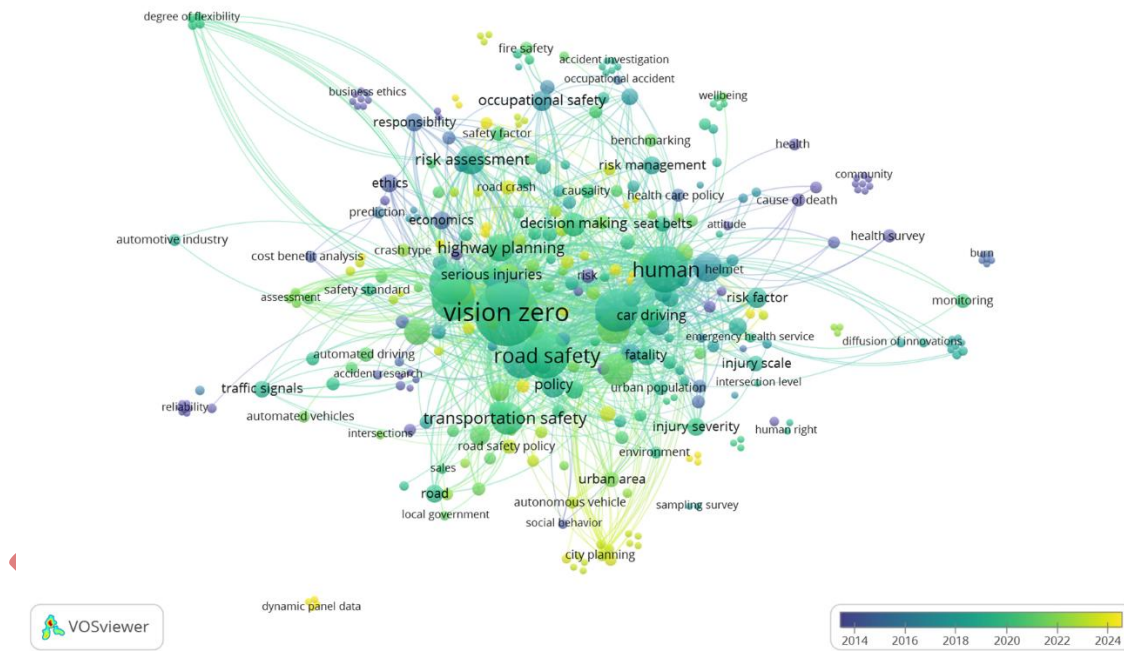 degree of flexibility
fire safety
accident investigation
occupational accident
business ethics
occupational safety
wellbeing
responsibility
safety factor
benchmarking
health
risk assessment
risk management
community
ethics
road crash
causality
health care policy
cause of death
prediction
economics
decision making
seat belts
attitude
automotive industry
crash type
highway planning
health survey
cost benefit analysis
serious injuries
risk
human
helmet
burn
assessment
safety standard
risk factor
monitoring
vision zero
car driving
emergency health service
diffusion of innovations
automated driving
road safety
fatality
injury scale
accident research
policy
urban population
intersection level
traffic signals
reliability
automated vehicles
transportation safety
injury severity
human right
intersections
road safety policy
environment
sales
urban area
road
autonomous vehicle
sampling survey
local government
social behavior
city planning
dynamic panel data
VOSviewer
2014 2016 2018 2020 2022 2024